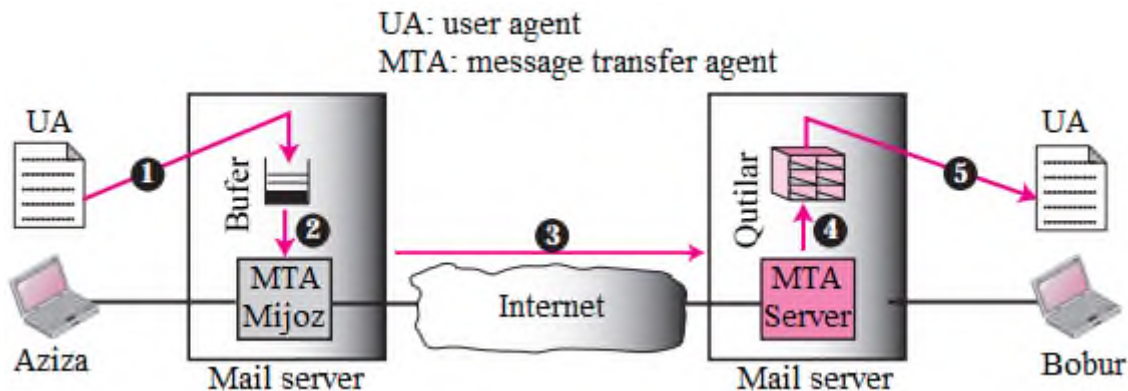 UA: user agent
MTA: message transfer agent
UA
1
Bufer
2
MTA
Mijoz
Aziza
Mail server
3
Internet
Qutilar
4
MTA
Server
Mail server
5
UA
Bobur